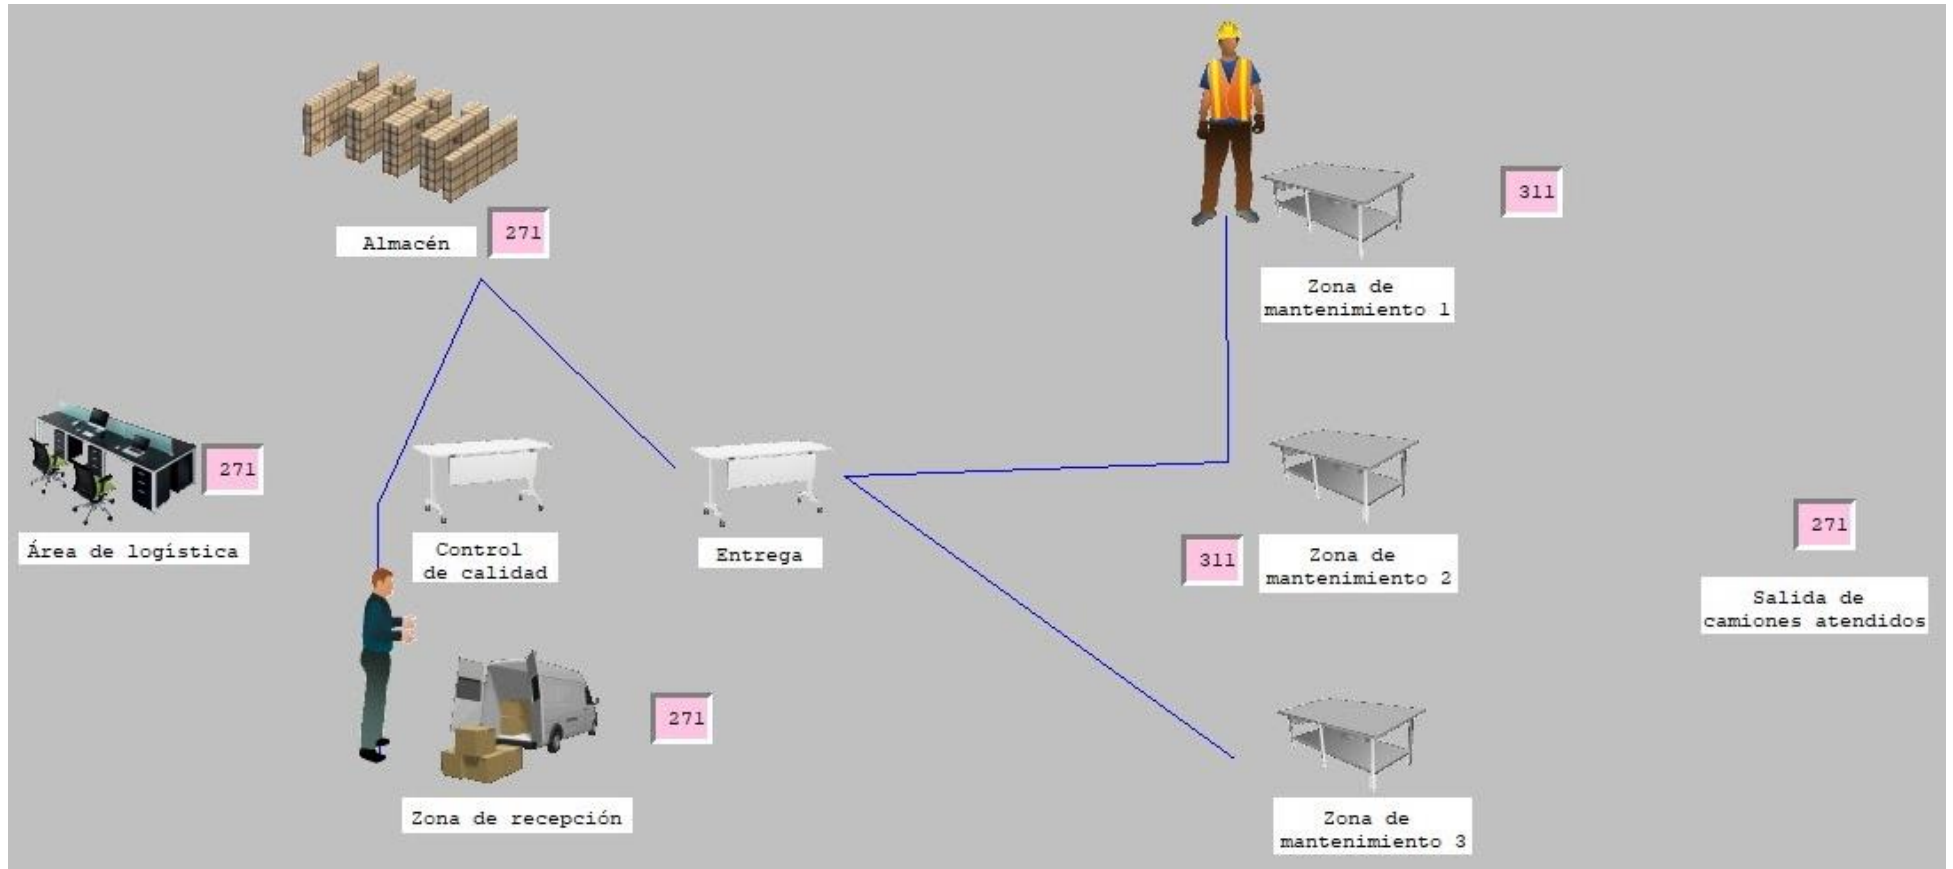 311
Almacén
271
Zona de
mantenimiento 1
271
Área de logística
Control
de calidad
Entrega
311
Zona de
mantenimiento 2
271
Salida de
camiones atendidos
271
Zona de recepción
Zona de
mantenimiento 3